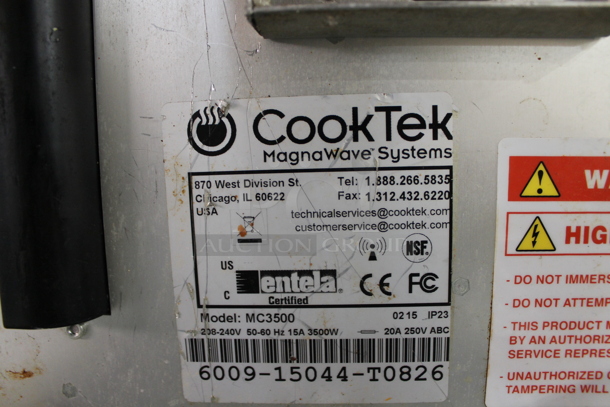 CookTek
MagnaWave™ Systems
870 West Division St.
Chicago, IL 60622
USA
Tel: 1.888.266.5835
Fax: 1.312.432.6220
technicalservices@cooktek.com
customerservice@cooktek.com
AUCTION
NSF
US
C
entela
Certified
CE FC
Model: MC3500
0215 IP23
208-240V 50-60 Hz 15A 3500W
20A 250V ABC
6009-15044-T0826
W
HIG
- DO NOT IMMERS
- DO NOT ATTEMP
- THIS PRODUCT M
BY AN AUTHORIZ
SERVICE REPRES
- UNAUTHORIZED
TAMPERING WILL